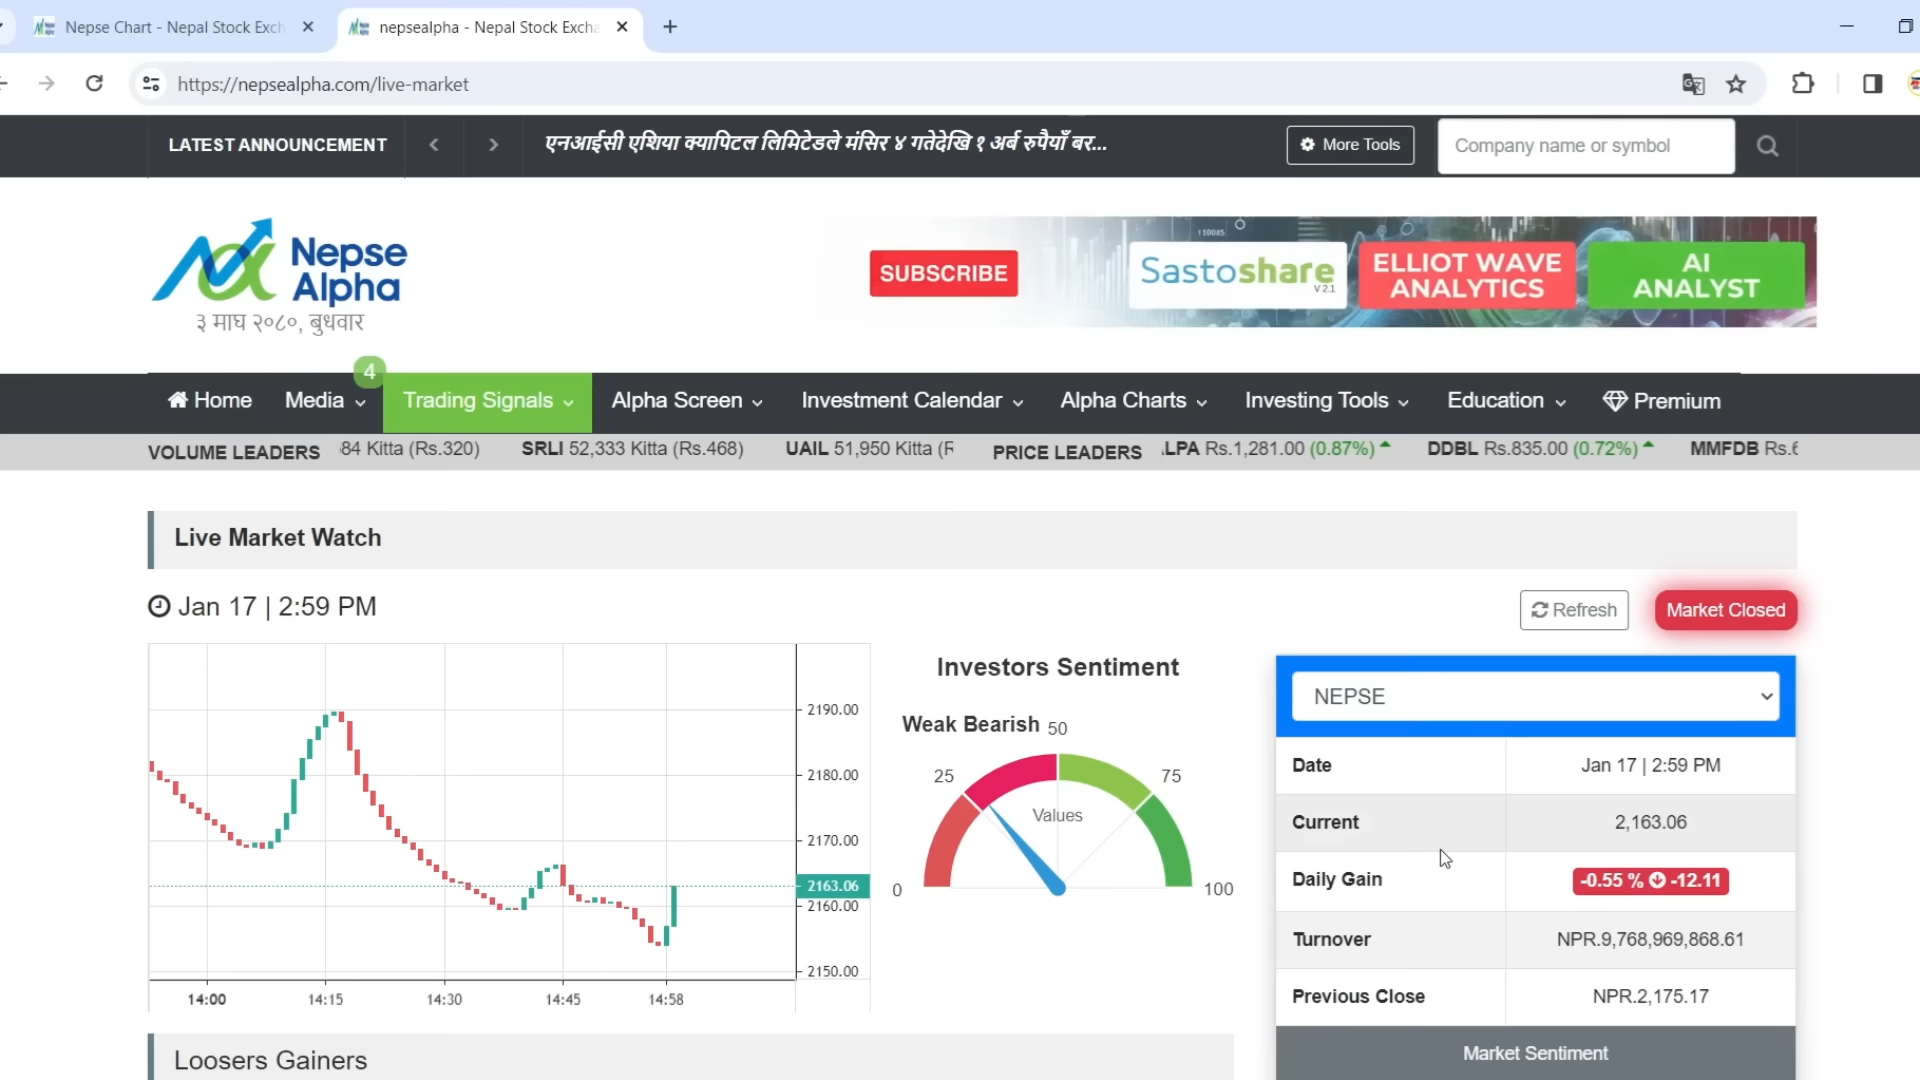 Nepse Chart - Nepal Stock Exch
nepsealpha - Nepal Stock Excha
https://nepsealpha.com/live-market
LATEST ANNOUNCEMENT
एनआईसी एशिया क्यापिटल लिमिटेडले मंसिर ४ गतेदेखि १ अर्ब रुपैयाँ बर...
More Tools
Company name or symbol
Nepse
Alpha
३ माघ २०८०, बुधवार
SUBSCRIBE
Sastoshare
V 2.1
ELLIOT WAVE
ANALYTICS
AI
ANALYST
110005
4
Home Media Trading Signals Alpha Screen Investment Calendar Alpha Charts Investing Tools Education Premium
VOLUME LEADERS 84 Kitta (Rs.320) SRLI 52,333 Kitta (Rs.468) UAIL 51,950 Kitta (R PRICE LEADERS LPA Rs.1,281.00 (0.87%) DDBL Rs.835.00 (0.72%) MMFDB Rs.6
Live Market Watch
Jan 17 | 2:59 PM
Refresh
Market Closed
2190.00
2180.00
2170.00
2163.06
2160.00
2150.00
14:00 14:15 14:30 14:45 14:58
Investors Sentiment
Weak Bearish
50
25 75
Values
0 100
NEPSE
Date Jan 17 | 2:59 PM
Current 2,163.06
Daily Gain -0.55 % -12.11
Turnover NPR.9,768,969,868.61
Previous Close NPR.2,175.17
Market Sentiment
Loosers Gainers